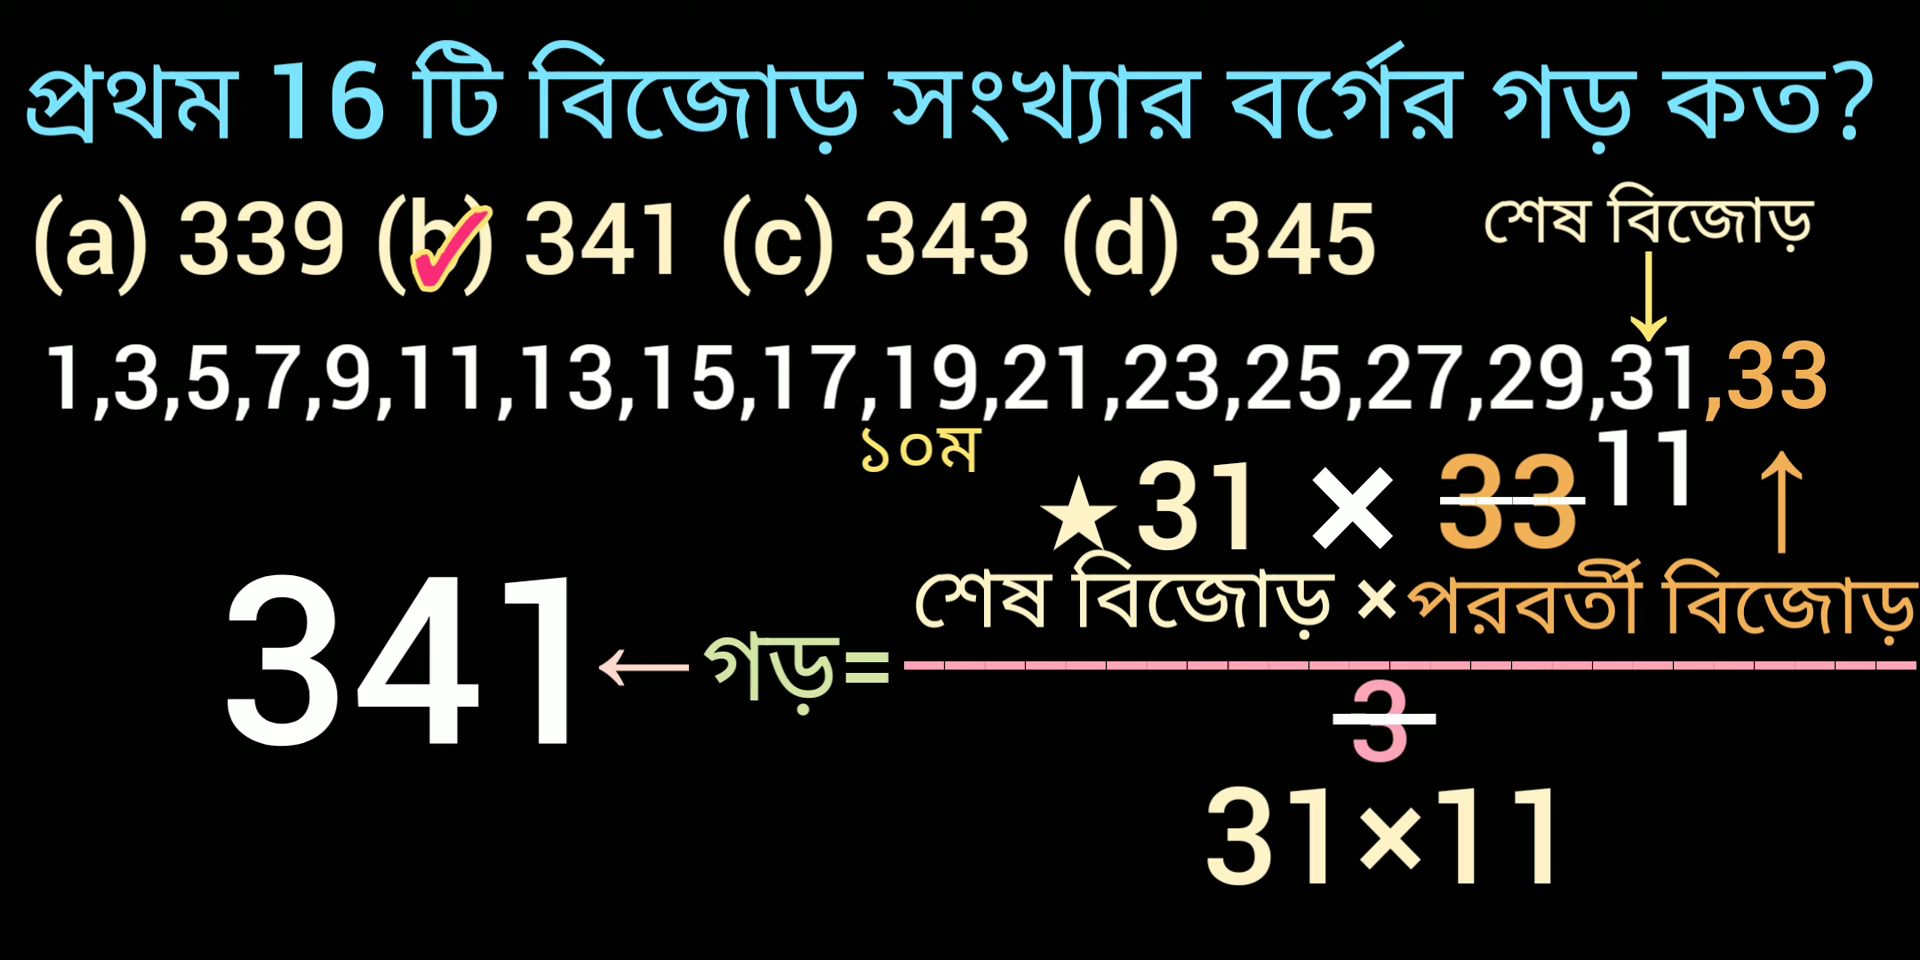 প্রথম 16 টি বিজোড় সংখ্যার বর্গের গড় কত?
(a) 339 (b) 341 (c) 343 (d) 345
শেষ বিজোড়
↓
1,3,5,7,9,11,13,15,17,19,21,23,25,27,29,31,33
১০ম
★31 × 33 11 ↑
শেষ বিজোড় × পরবর্তী বিজোড়
341←গড়=
3
31×11